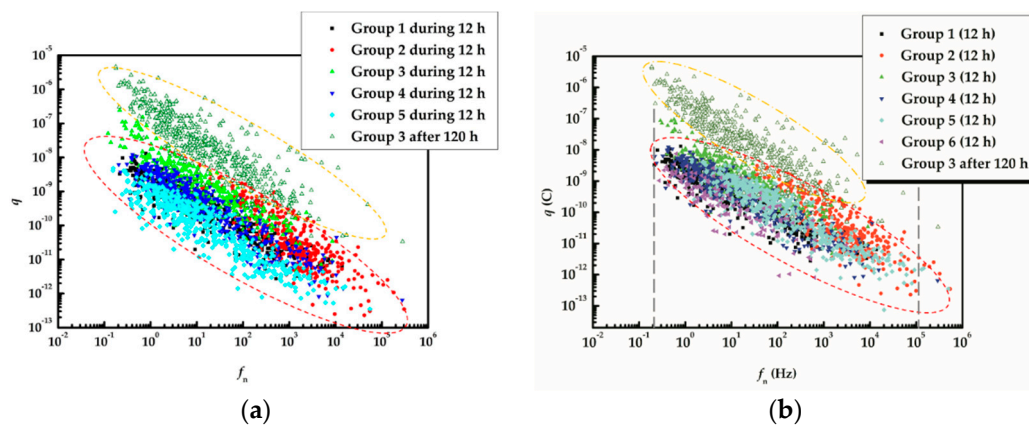 Group 1 during 12 h
Group 2 during 12 h
Group 3 during 12 h
Group 4 during 12 h
Group 5 during 12 h
Group 3 after 120 h
10⁻⁵
10⁻⁶
10⁻⁷
10⁻⁸
10⁻⁹
10⁻¹⁰
10⁻¹¹
10⁻¹²
10⁻¹³
q
10⁻² 10⁻¹ 10⁰ 10¹ 10² 10³ 10⁴ 10⁵ 10⁶
fₙ
(a)
Group 1 (12 h)
Group 2 (12 h)
Group 3 (12 h)
Group 4 (12 h)
Group 5 (12 h)
Group 6 (12 h)
Group 3 after 120 h
10⁻⁵
10⁻⁶
10⁻⁷
10⁻⁸
10⁻⁹
10⁻¹⁰
10⁻¹¹
10⁻¹²
10⁻¹³
q (C)
10⁻² 10⁻¹ 10⁰ 10¹ 10² 10³ 10⁴ 10⁵ 10⁶
fₙ (Hz)
(b)